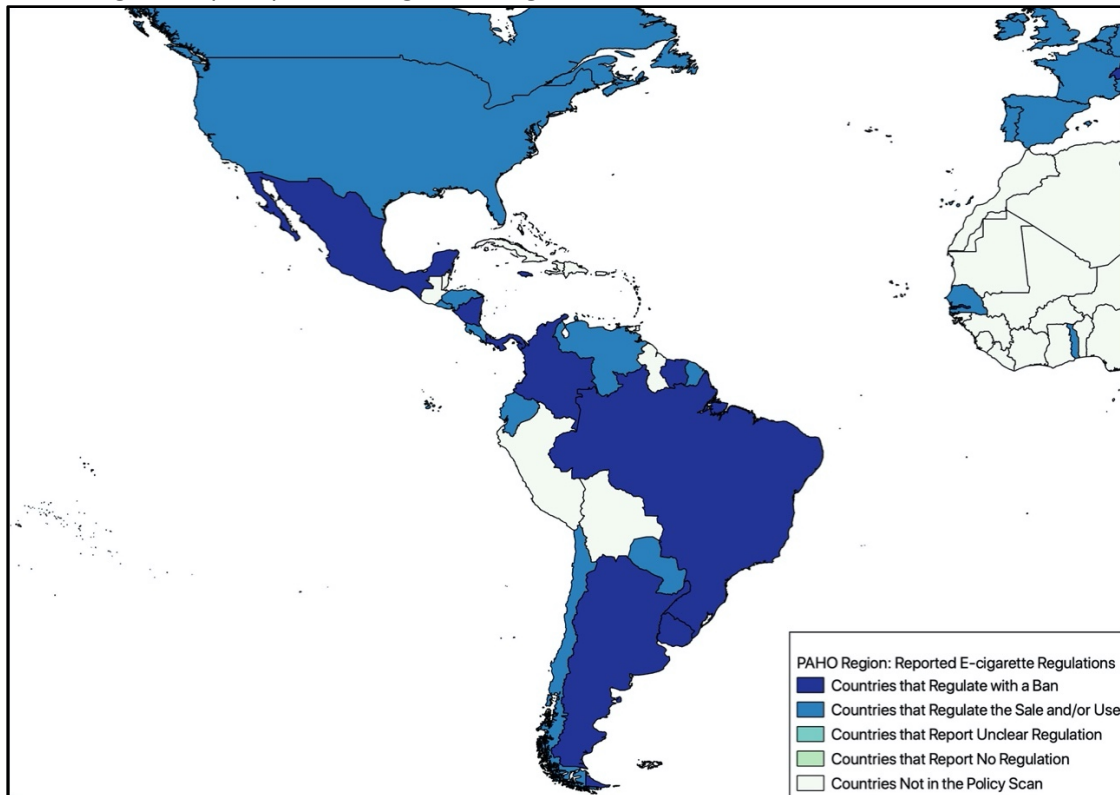 PAHO Region: Reported E-cigarette Regulations
Countries that Regulate with a Ban
Countries that Regulate the Sale and/or Use
Countries that Report Unclear Regulation
Countries that Report No Regulation
Countries Not in the Policy Scan